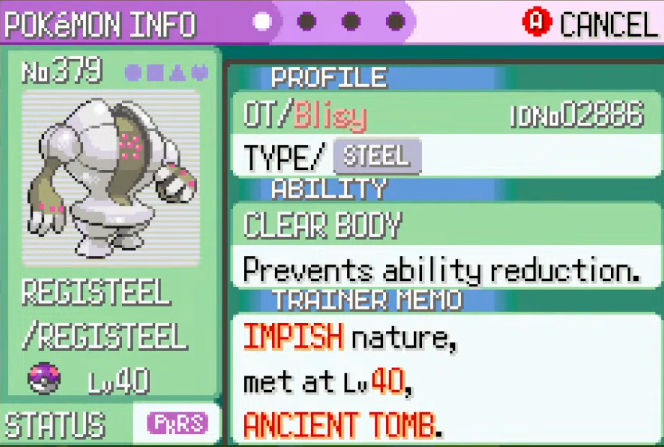 POKéMON INFO
A CANCEL
No379
PROFILE
OT/Blisy IDNo02886
TYPE/ STEEL
ABILITY
CLEAR BODY
Prevents ability reduction.
TRAINER MEMO
IMPISH nature,
met at Lv40,
ANCIENT TOMB.
REGISTEEL
/REGISTEEL
Lv40
STATUS PKRS